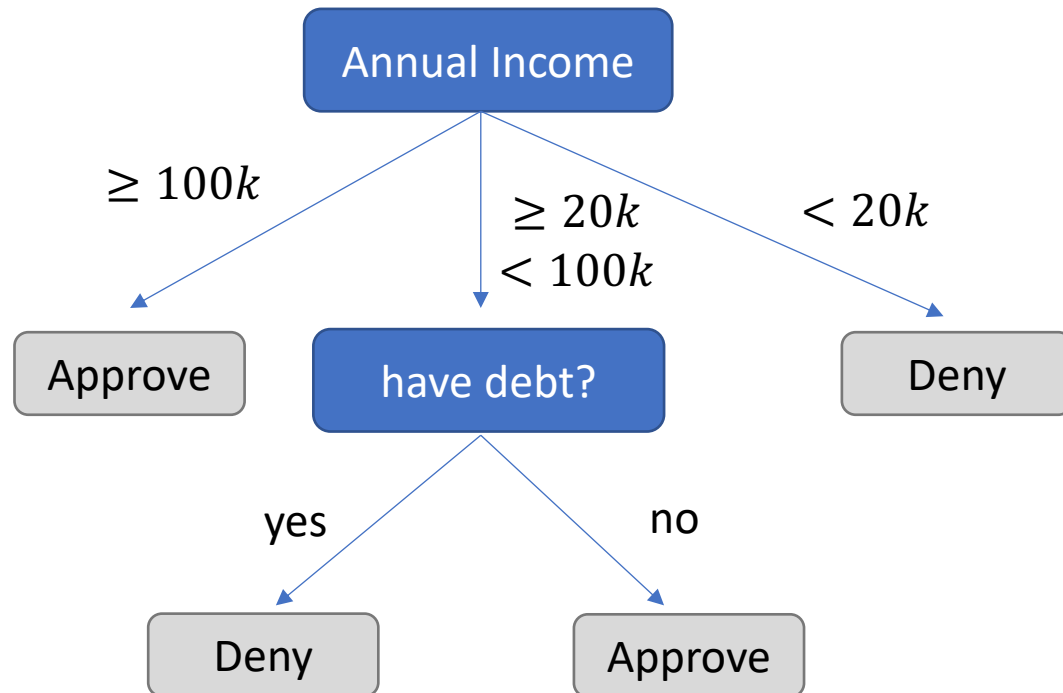 Annual Income
≥ 100k
≥ 20k
< 100k
< 20k
Approve
have debt?
Deny
yes
no
Deny
Approve